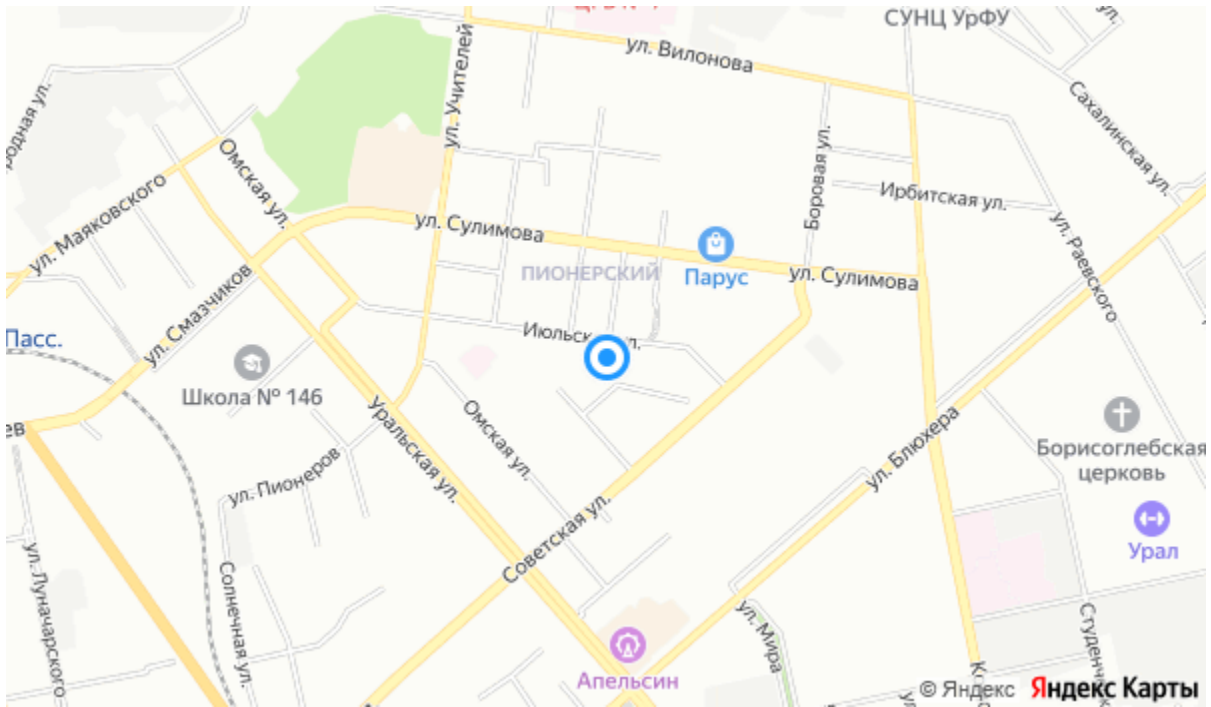 СУНЦ УрФУ
ул. Вилонова
ул. Учителей
Сахалинская ул.
Омская ул.
Боровая ул.
Ирбитская ул.
ул. Маяковского
ул. Сулимова
ПИОНЕРСКИЙ
Парус
ул. Сулимова
ул. Раевского
ул. Смазчиков
Пасс.
Июльск
ул.
Школа № 146
Уральская ул.
Омская ул.
ул. Блюхера
Борисоглебская
церковь
ул. Пионеров
Советская ул.
Урал
ул. Луначарского
Солнечная ул.
ул. Мира
Студенч
Апельсин
© Яндекс Яндекс Карты